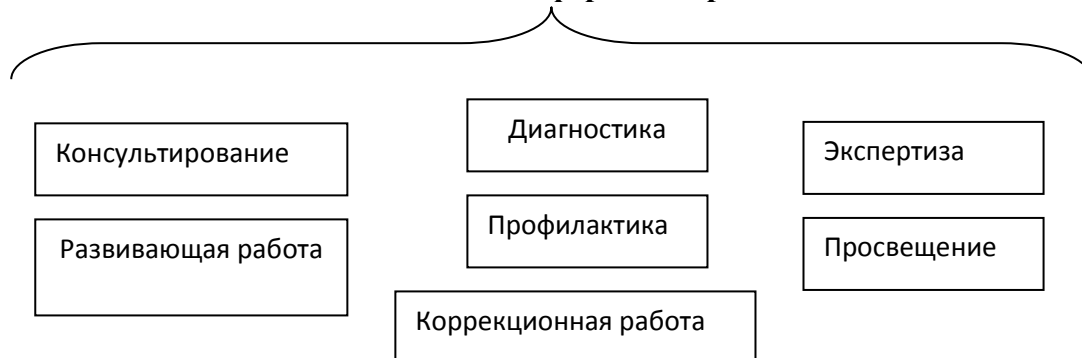 Консультирование
Диагностика
Экспертиза
Развивающая работа
Профилактика
Просвещение
Коррекционная работа